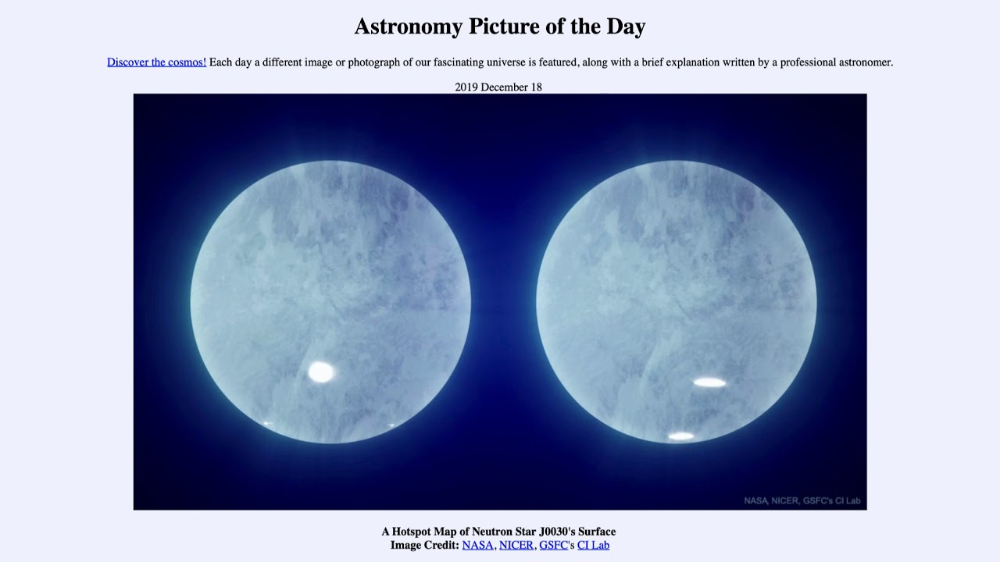 Astronomy Picture of the Day
Discover the cosmos! Each day a different image or photograph of our fascinating universe is featured, along with a brief explanation written by a professional astronomer.
2019 December 18
NASA, NICER, GSFC's CI Lab
A Hotspot Map of Neutron Star J0030's Surface
Image Credit: NASA, NICER, GSFC's CI Lab